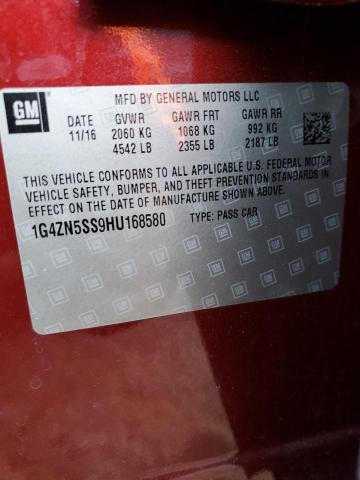 GM
MFD BY GENERAL MOTORS LLC
DATE GVWR GAWR FRT GAWR RR
11/16 2060 KG 1068 KG 992 KG
4542 LB 2355 LB 2187 LB
THIS VEHICLE CONFORMS TO ALL APPLICABLE U.S. FEDERAL MOTOR
VEHICLE SAFETY, BUMPER, AND THEFT PREVENTION STANDARDS IN
EFFECT ON THE DATE OF MANUFACTURE SHOWN ABOVE.
1G4ZN5SS9HU168580 TYPE: PASS CAR